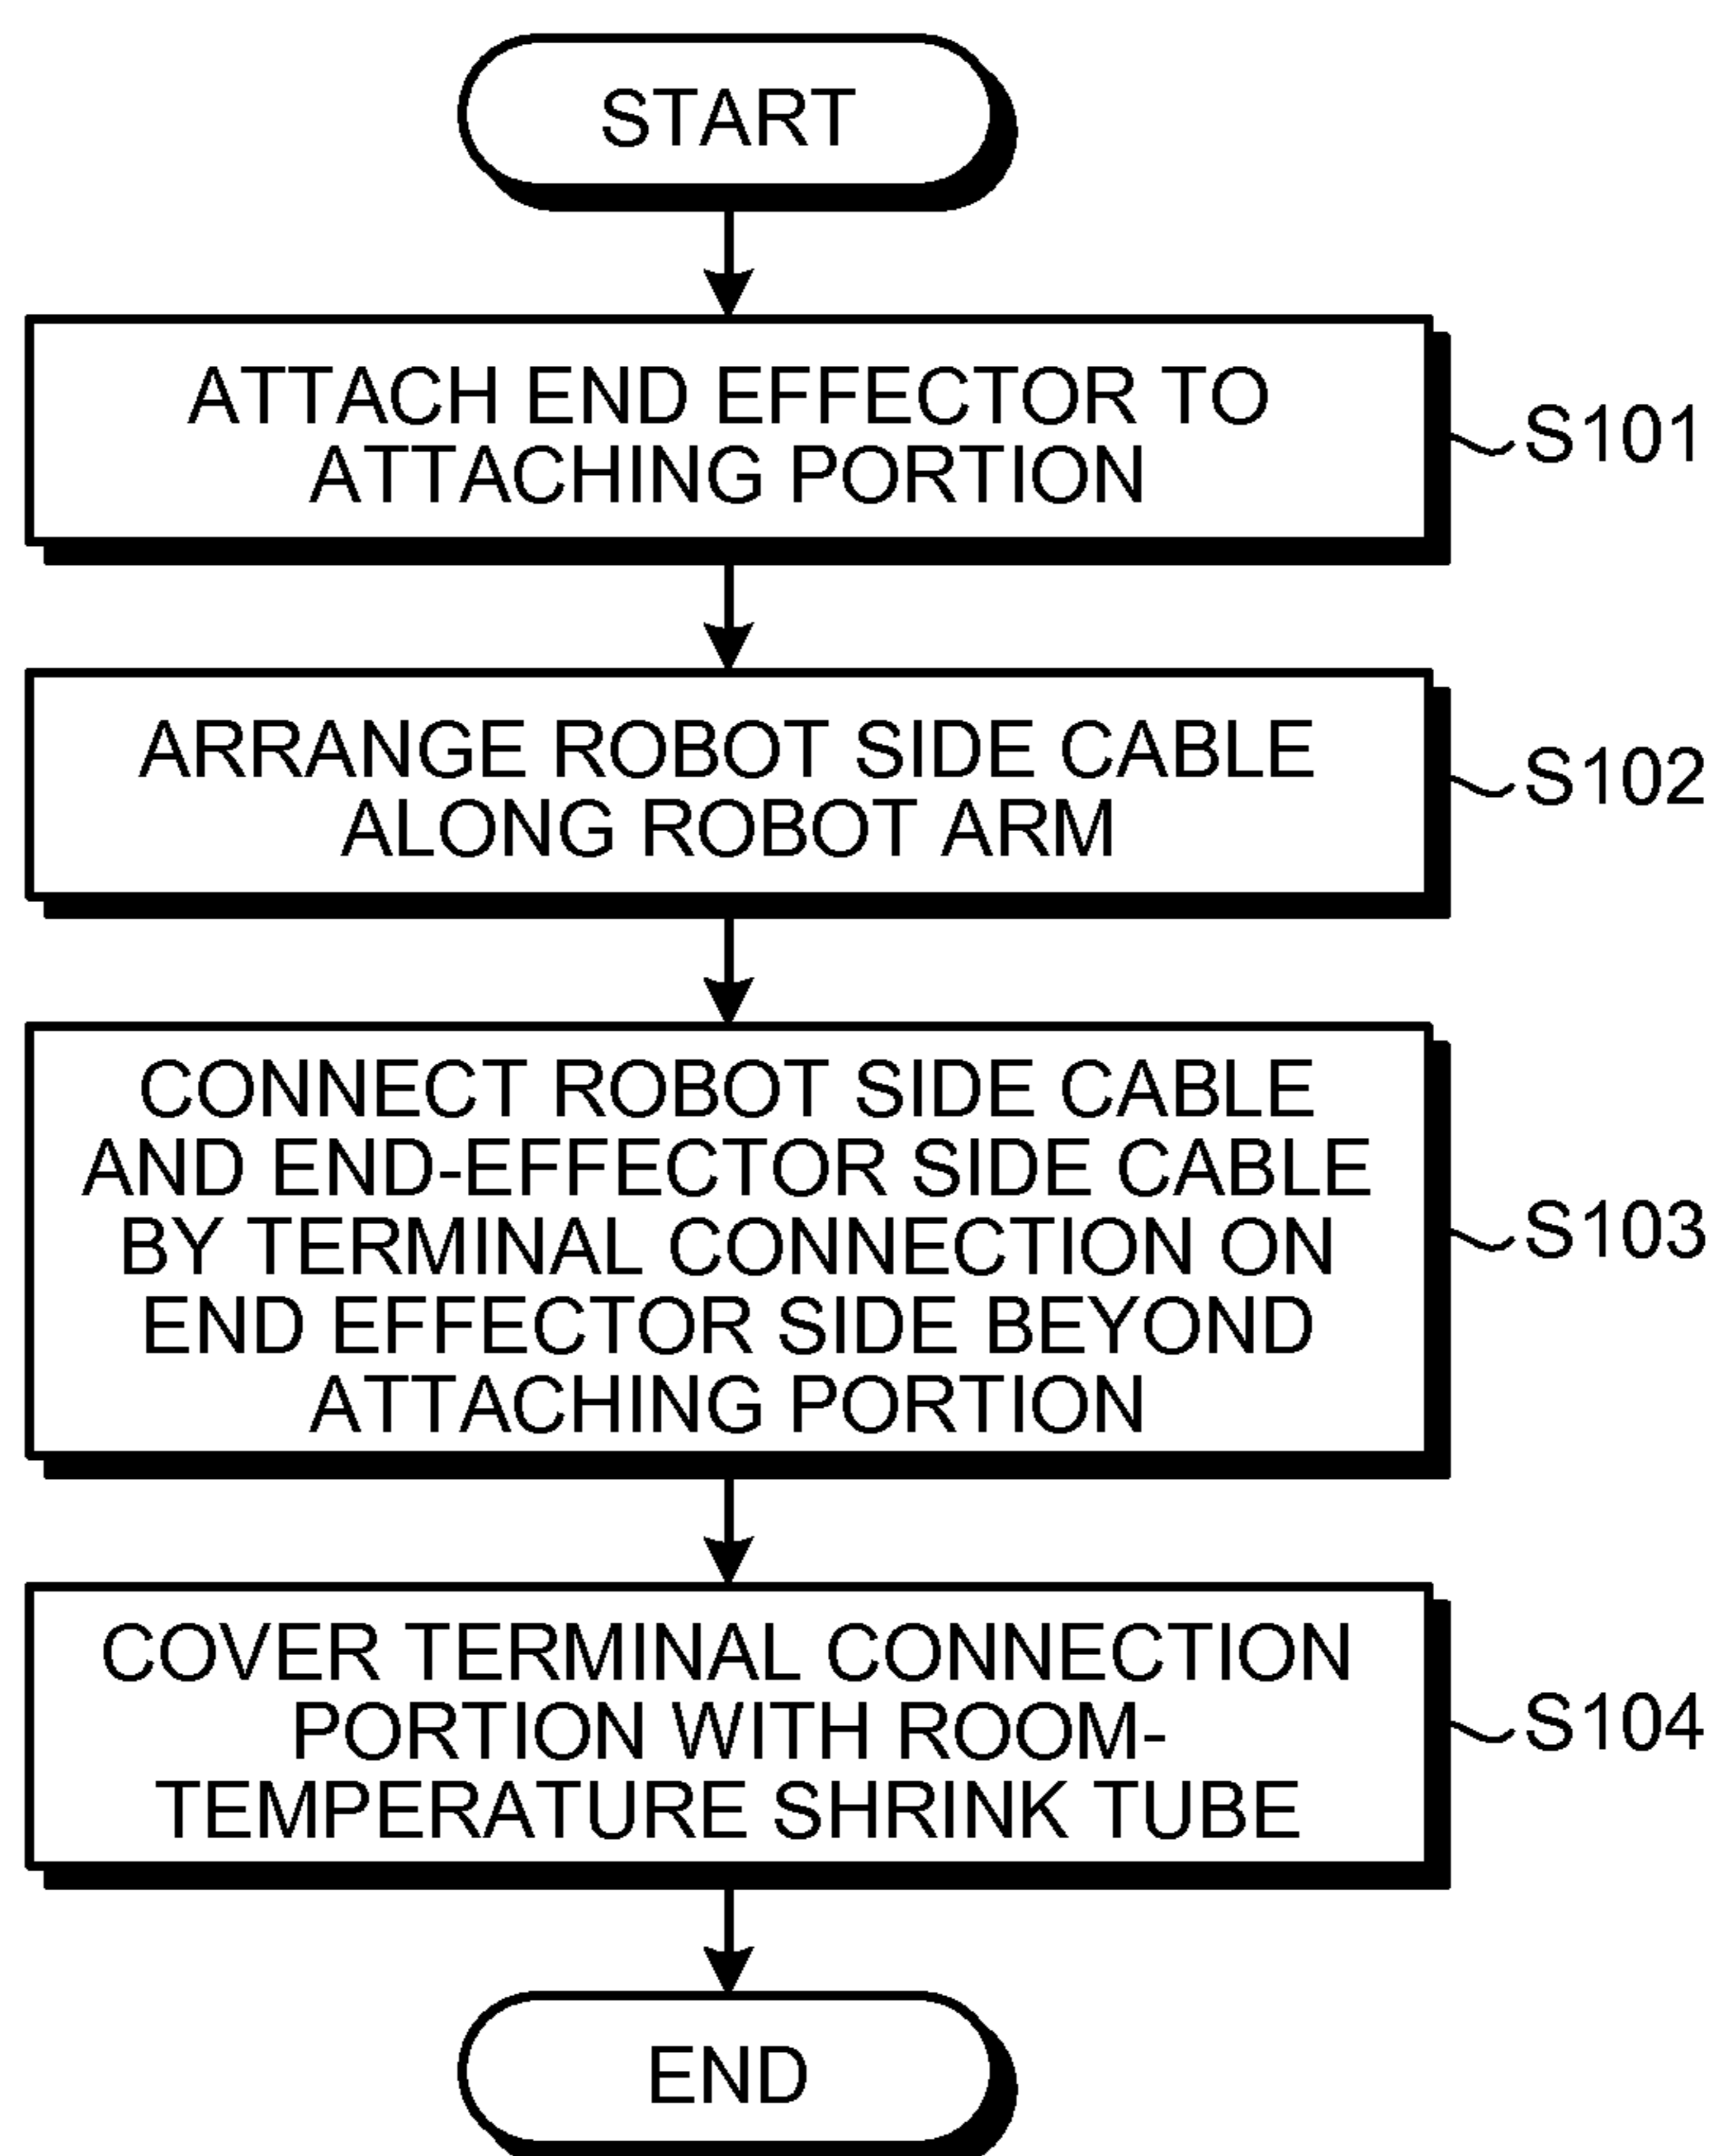 START
ATTACH END EFFECTOR TO
ATTACHING PORTION
S101
ARRANGE ROBOT SIDE CABLE
ALONG ROBOT ARM
S102
CONNECT ROBOT SIDE CABLE
AND END-EFFECTOR SIDE CABLE
BY TERMINAL CONNECTION ON
END EFFECTOR SIDE BEYOND
ATTACHING PORTION
S103
COVER TERMINAL CONNECTION
PORTION WITH ROOM-
TEMPERATURE SHRINK TUBE
S104
END